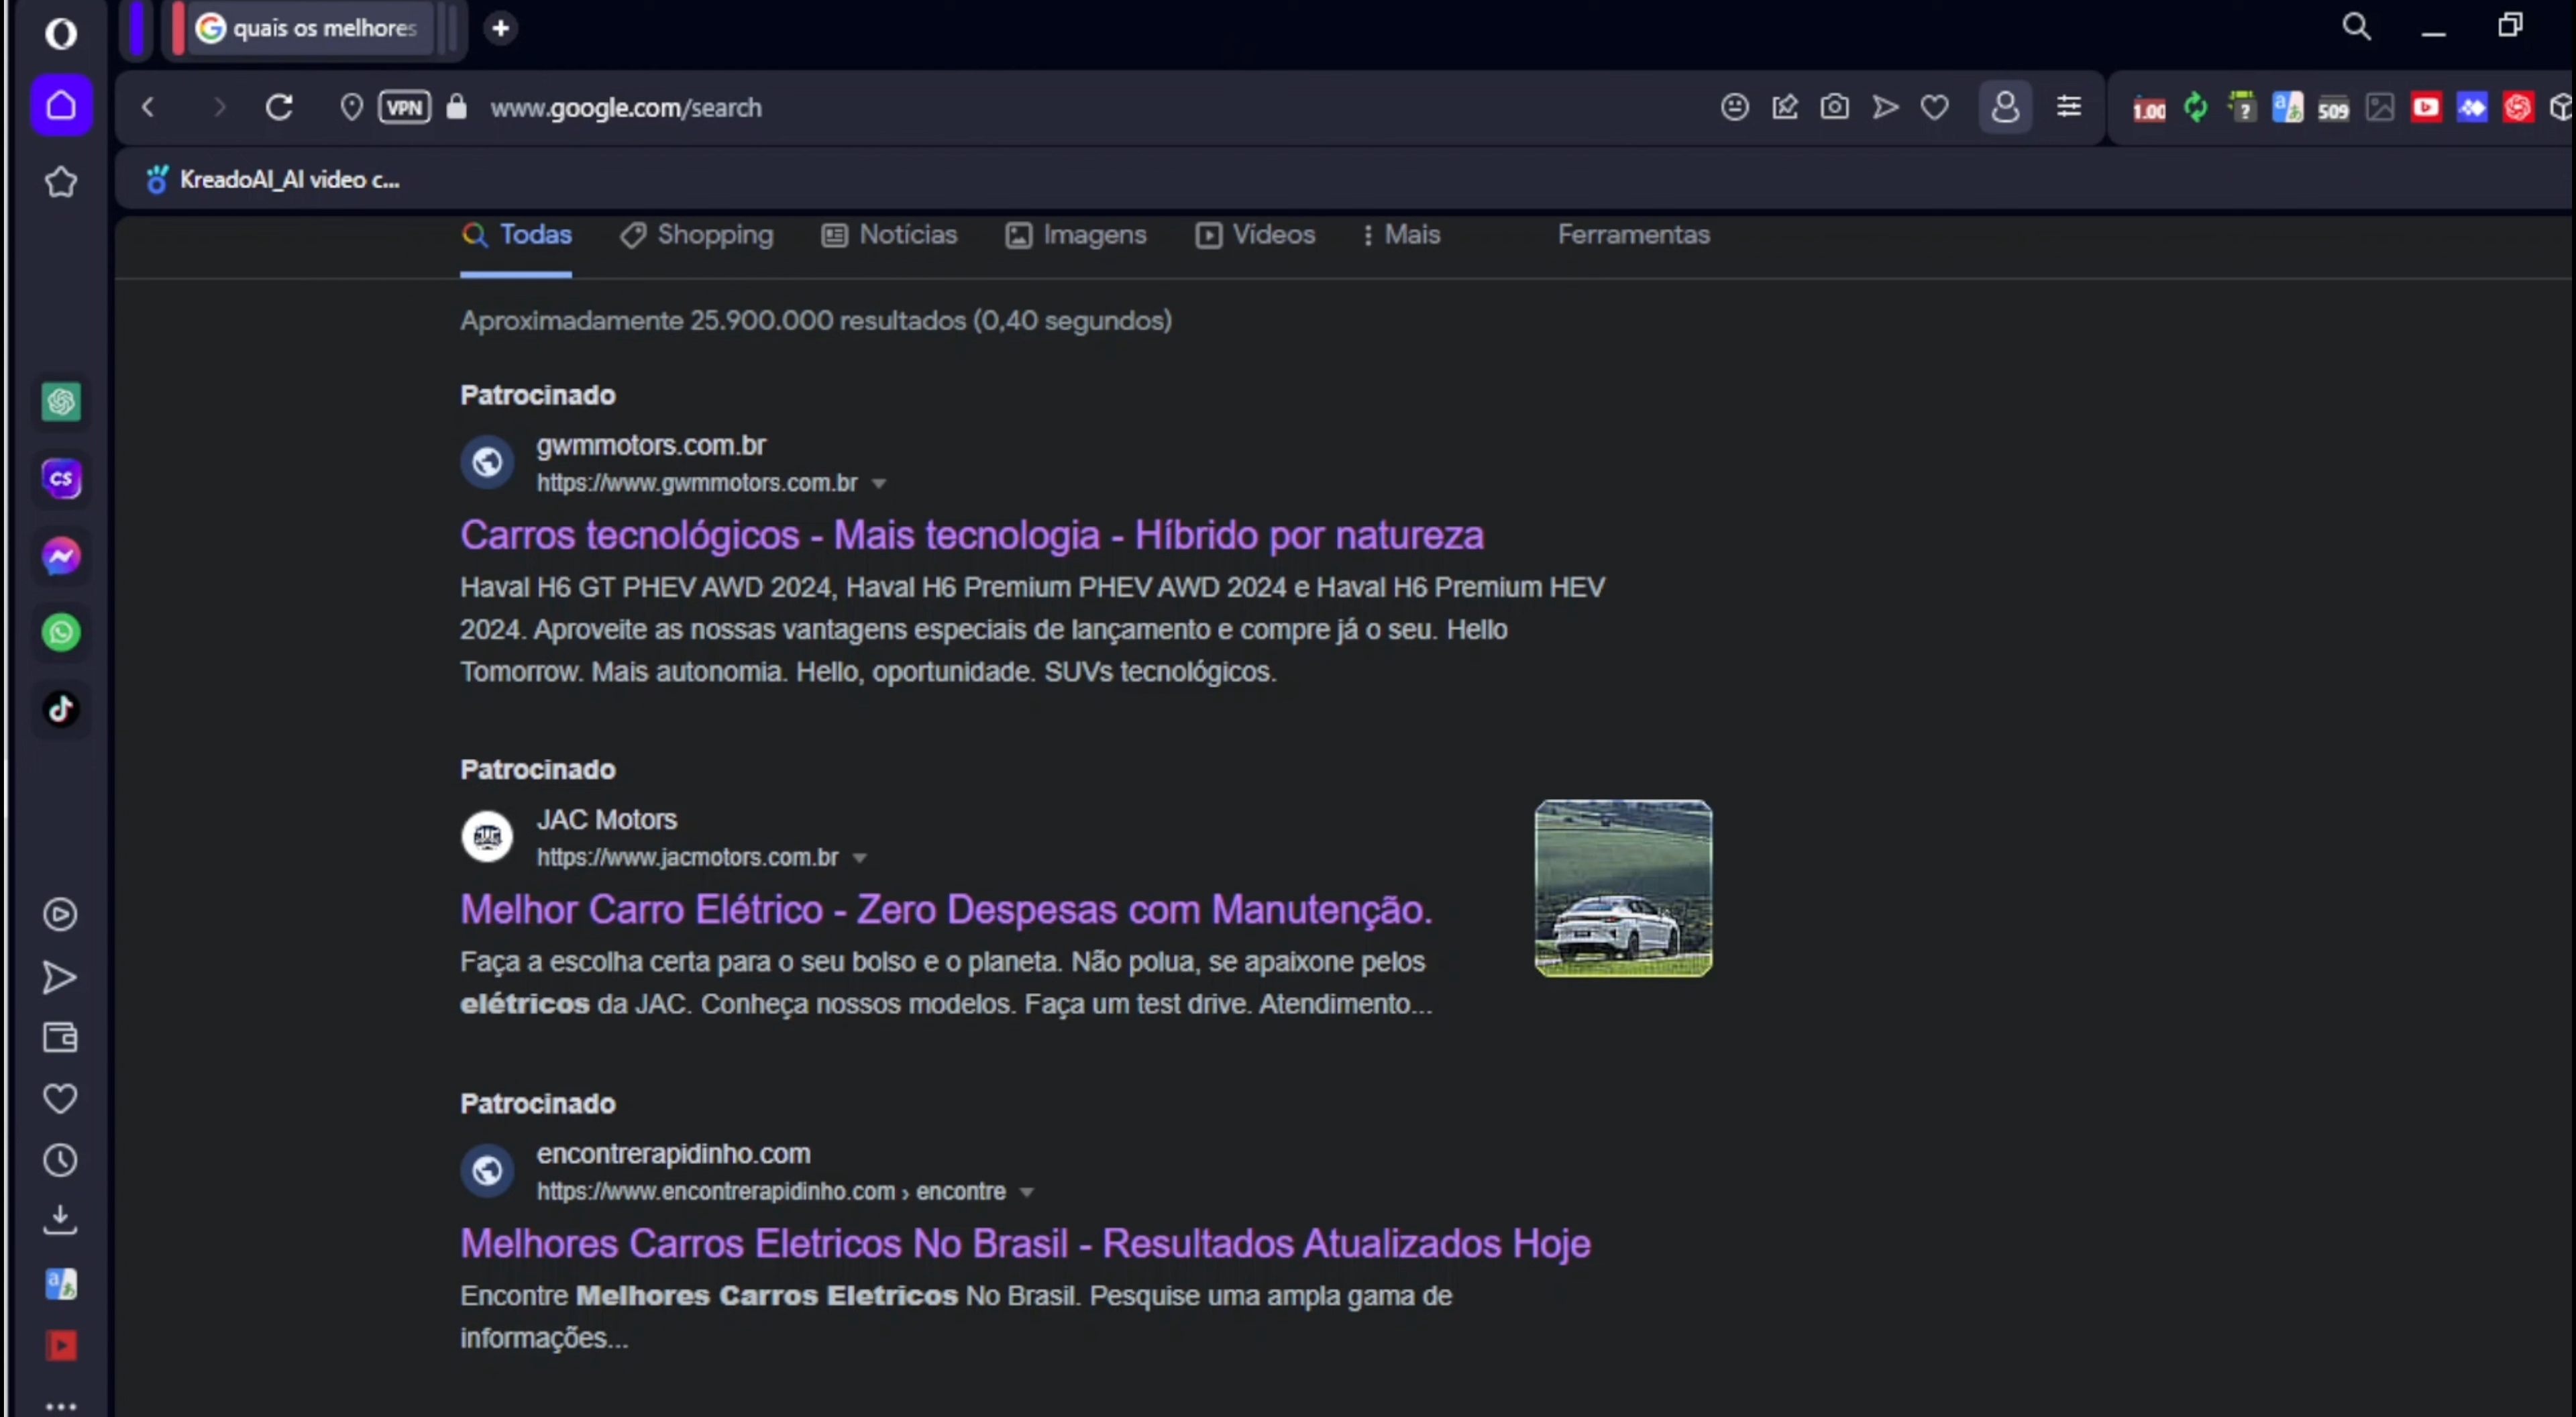 quais os melhores
VPN
www.google.com/search
1.00
?
509
KreadoAI_AI video c...
Todas
Shopping
Notícias
Imagens
Vídeos
Mais
Ferramentas
Aproximadamente 25.900.000 resultados (0,40 segundos)
Patrocinado
gwmmotors.com.br
https://www.gwmmotors.com.br
Carros tecnológicos - Mais tecnologia - Híbrido por natureza
Haval H6 GT PHEV AWD 2024, Haval H6 Premium PHEV AWD 2024 e Haval H6 Premium HEV
2024. Aproveite as nossas vantagens especiais de lançamento e compre já o seu. Hello
Tomorrow. Mais autonomia. Hello, oportunidade. SUVs tecnológicos.
CS
Patrocinado
JAC Motors
https://www.jacmotors.com.br
Melhor Carro Elétrico - Zero Despesas com Manutenção.
Faça a escolha certa para o seu bolso e o planeta. Não polua, se apaixone pelos
elétricos da JAC. Conheça nossos modelos. Faça um test drive. Atendimento...
Patrocinado
encontrerapidinho.com
https://www.encontrerapidinho.com › encontre
Melhores Carros Eletricos No Brasil - Resultados Atualizados Hoje
Encontre Melhores Carros Eletricos No Brasil. Pesquise uma ampla gama de
informações...